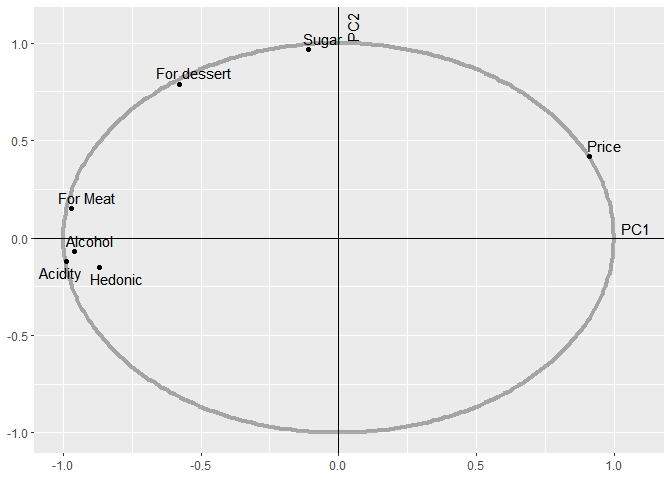 PC2
1.0
Sugar
For dessert
0.5
Price
For Meat
PC1
0.0
Alcohol
Acidity
Hedonic
-0.5
-1.0
-1.0
-0.5
0.0
0.5
1.0